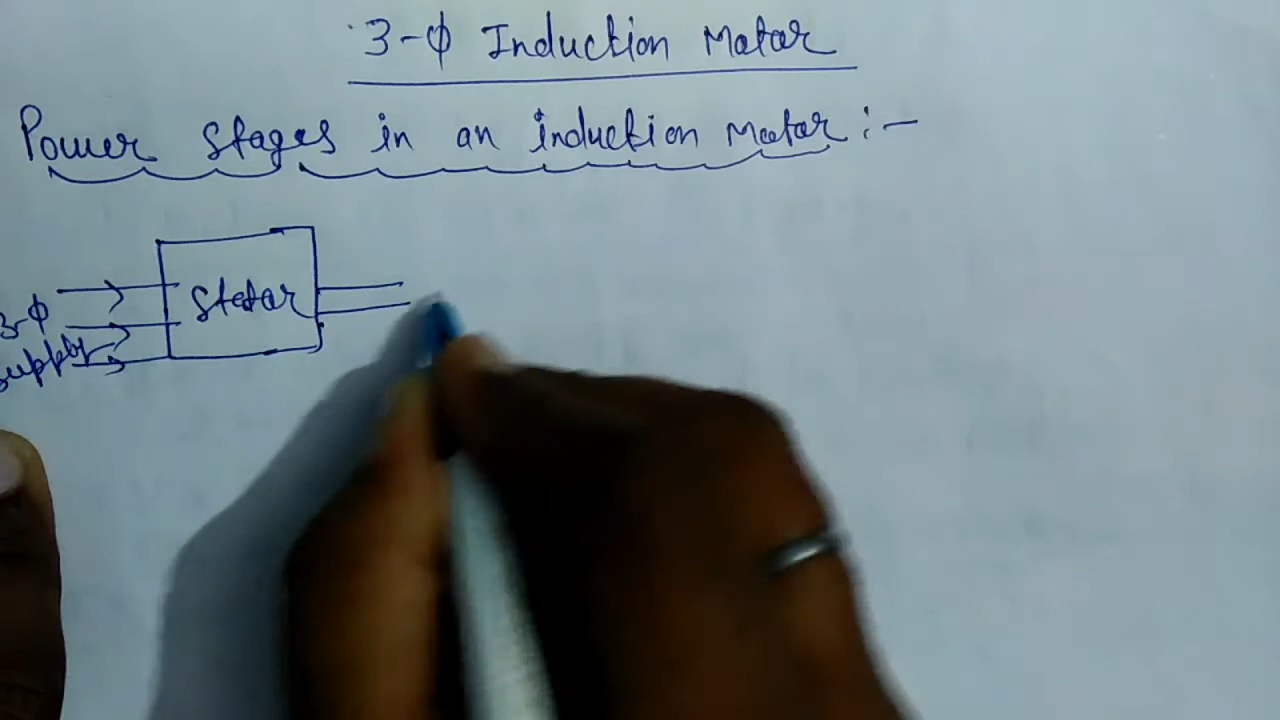 3-φ Induction Motor
Power stages in an induction Motor :-
Stator
3-φ
supply